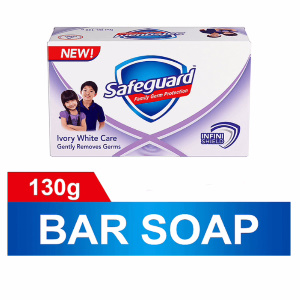 NEW!
Safeguard
Family Germ Protection
Ivory White Care
Gently Removes Germs
INFINI
SHIELD
130g
BAR SOAP